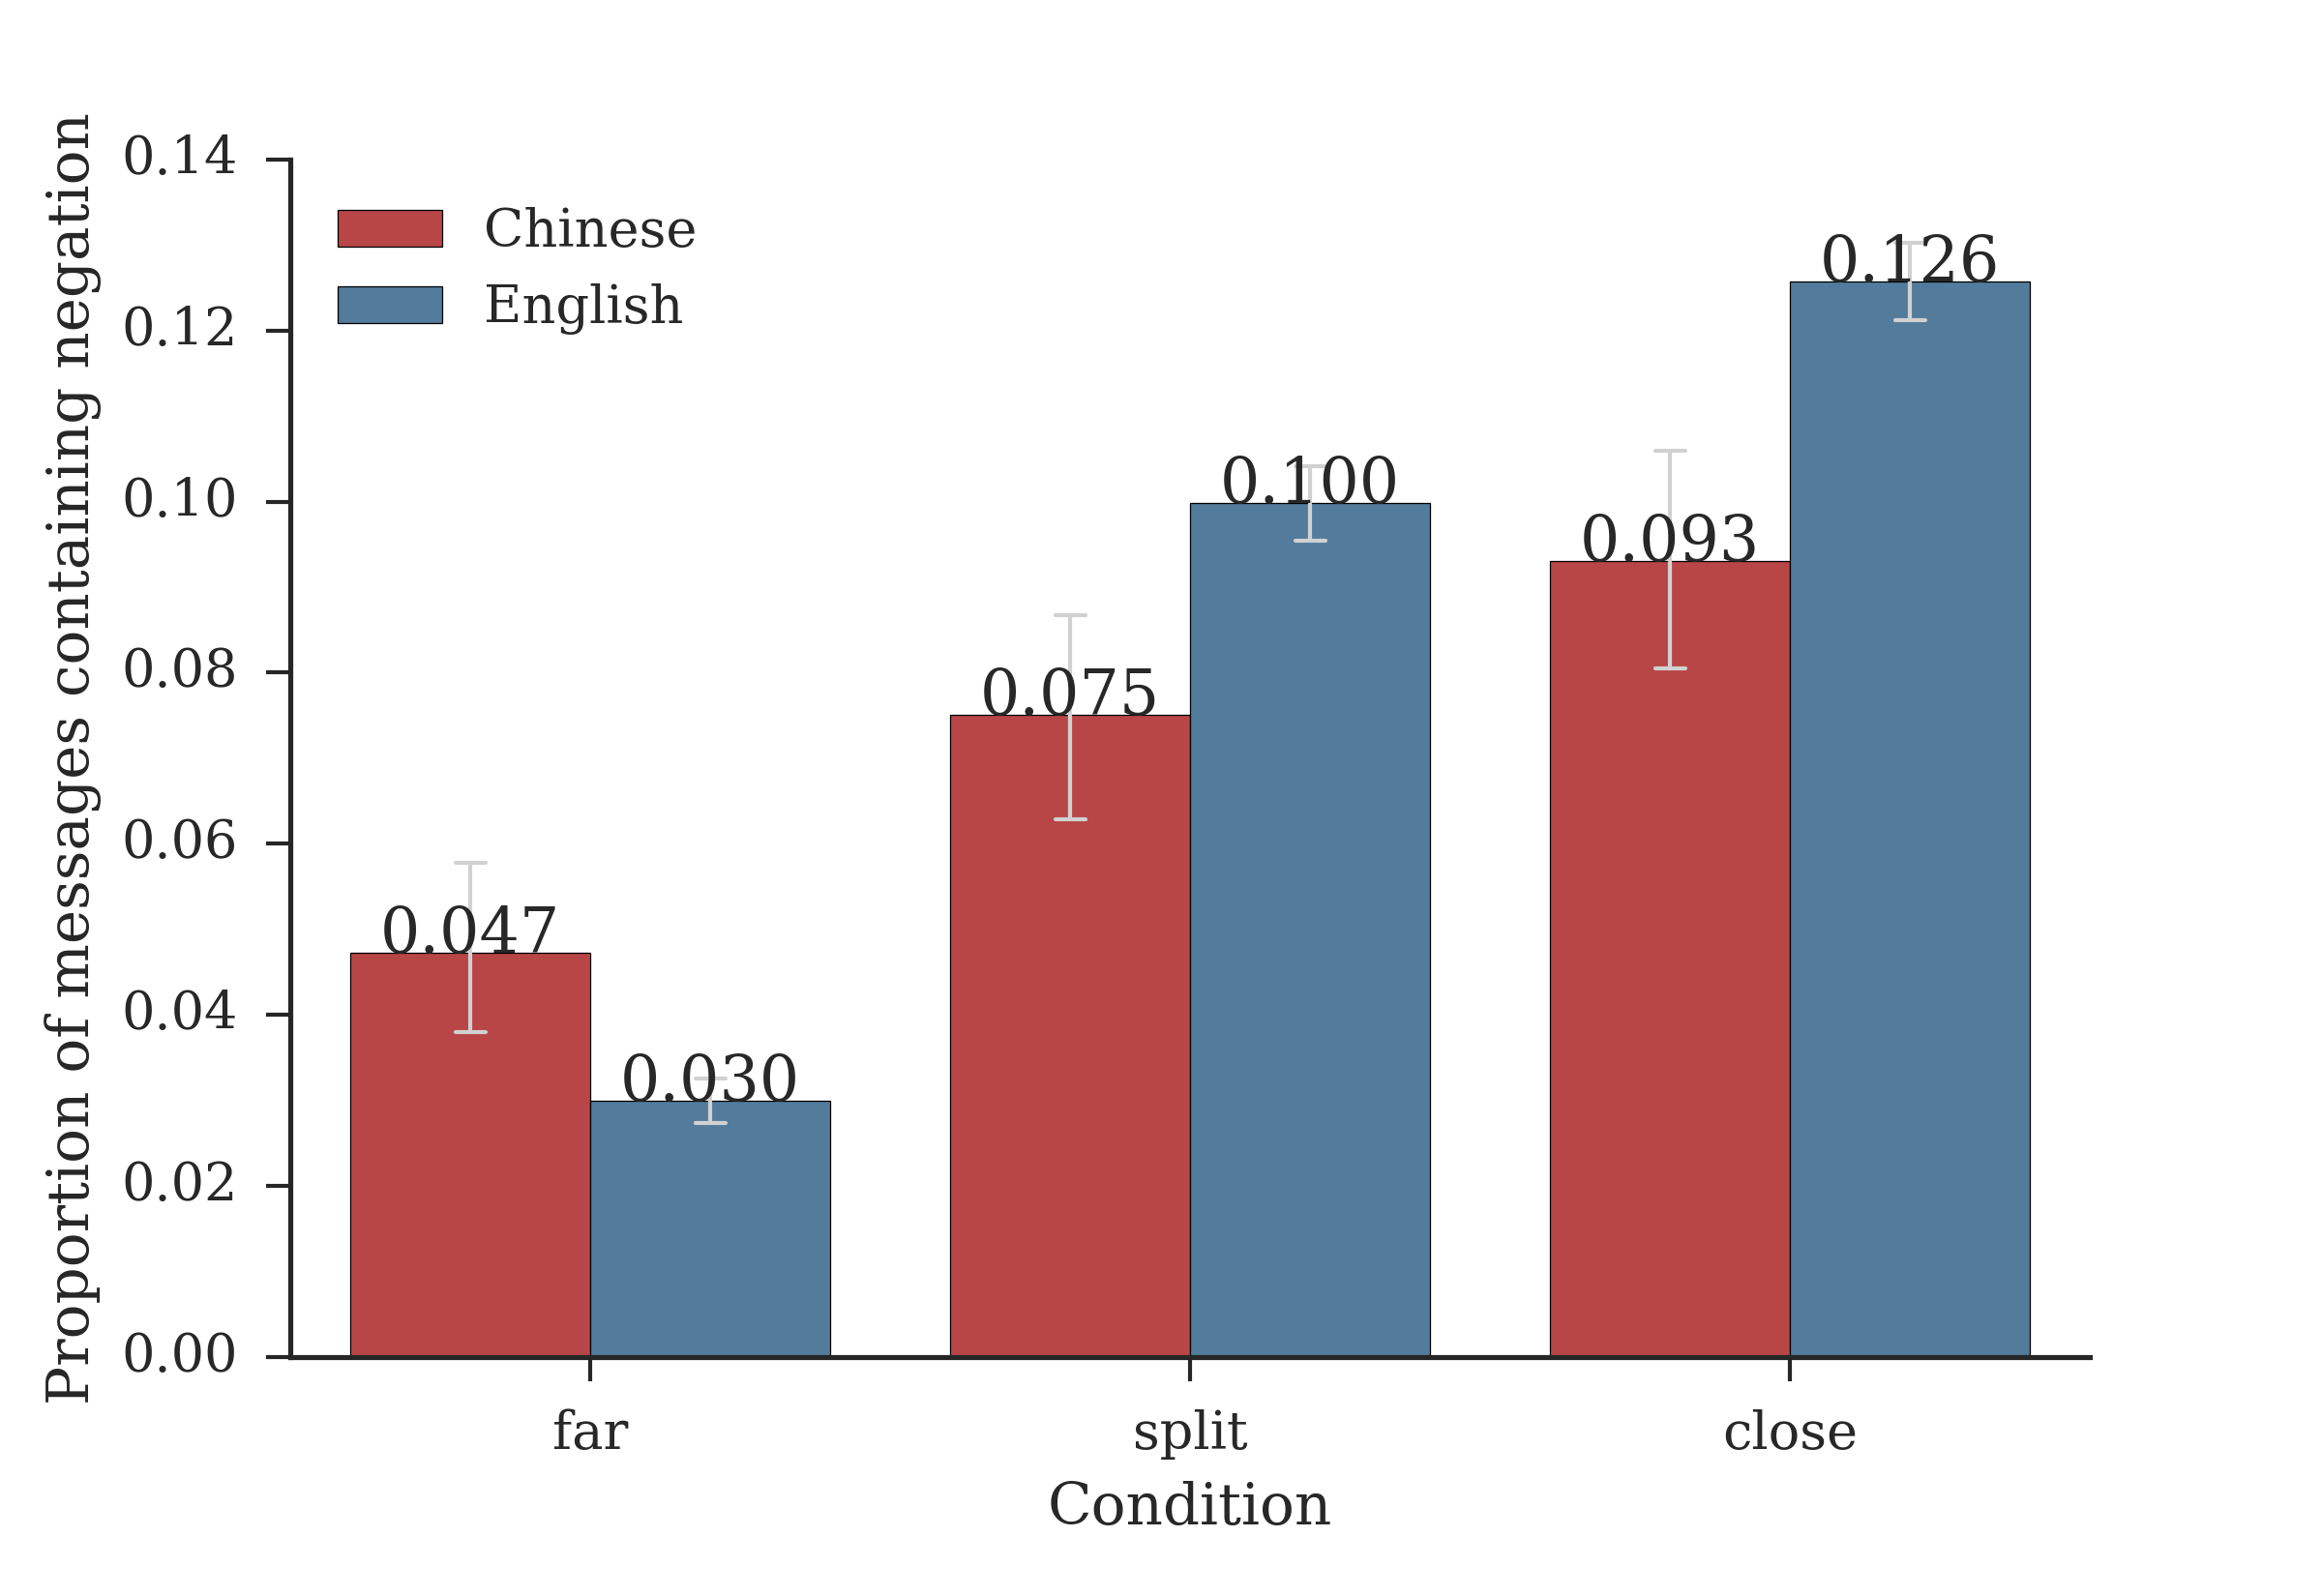 Proportion of messages containing negation
0.14
0.12
0.10
0.08
0.06
0.04
0.02
0.00
Chinese
English
0.047
0.030
0.075
0.100
0.093
0.126
far
split
close
Condition